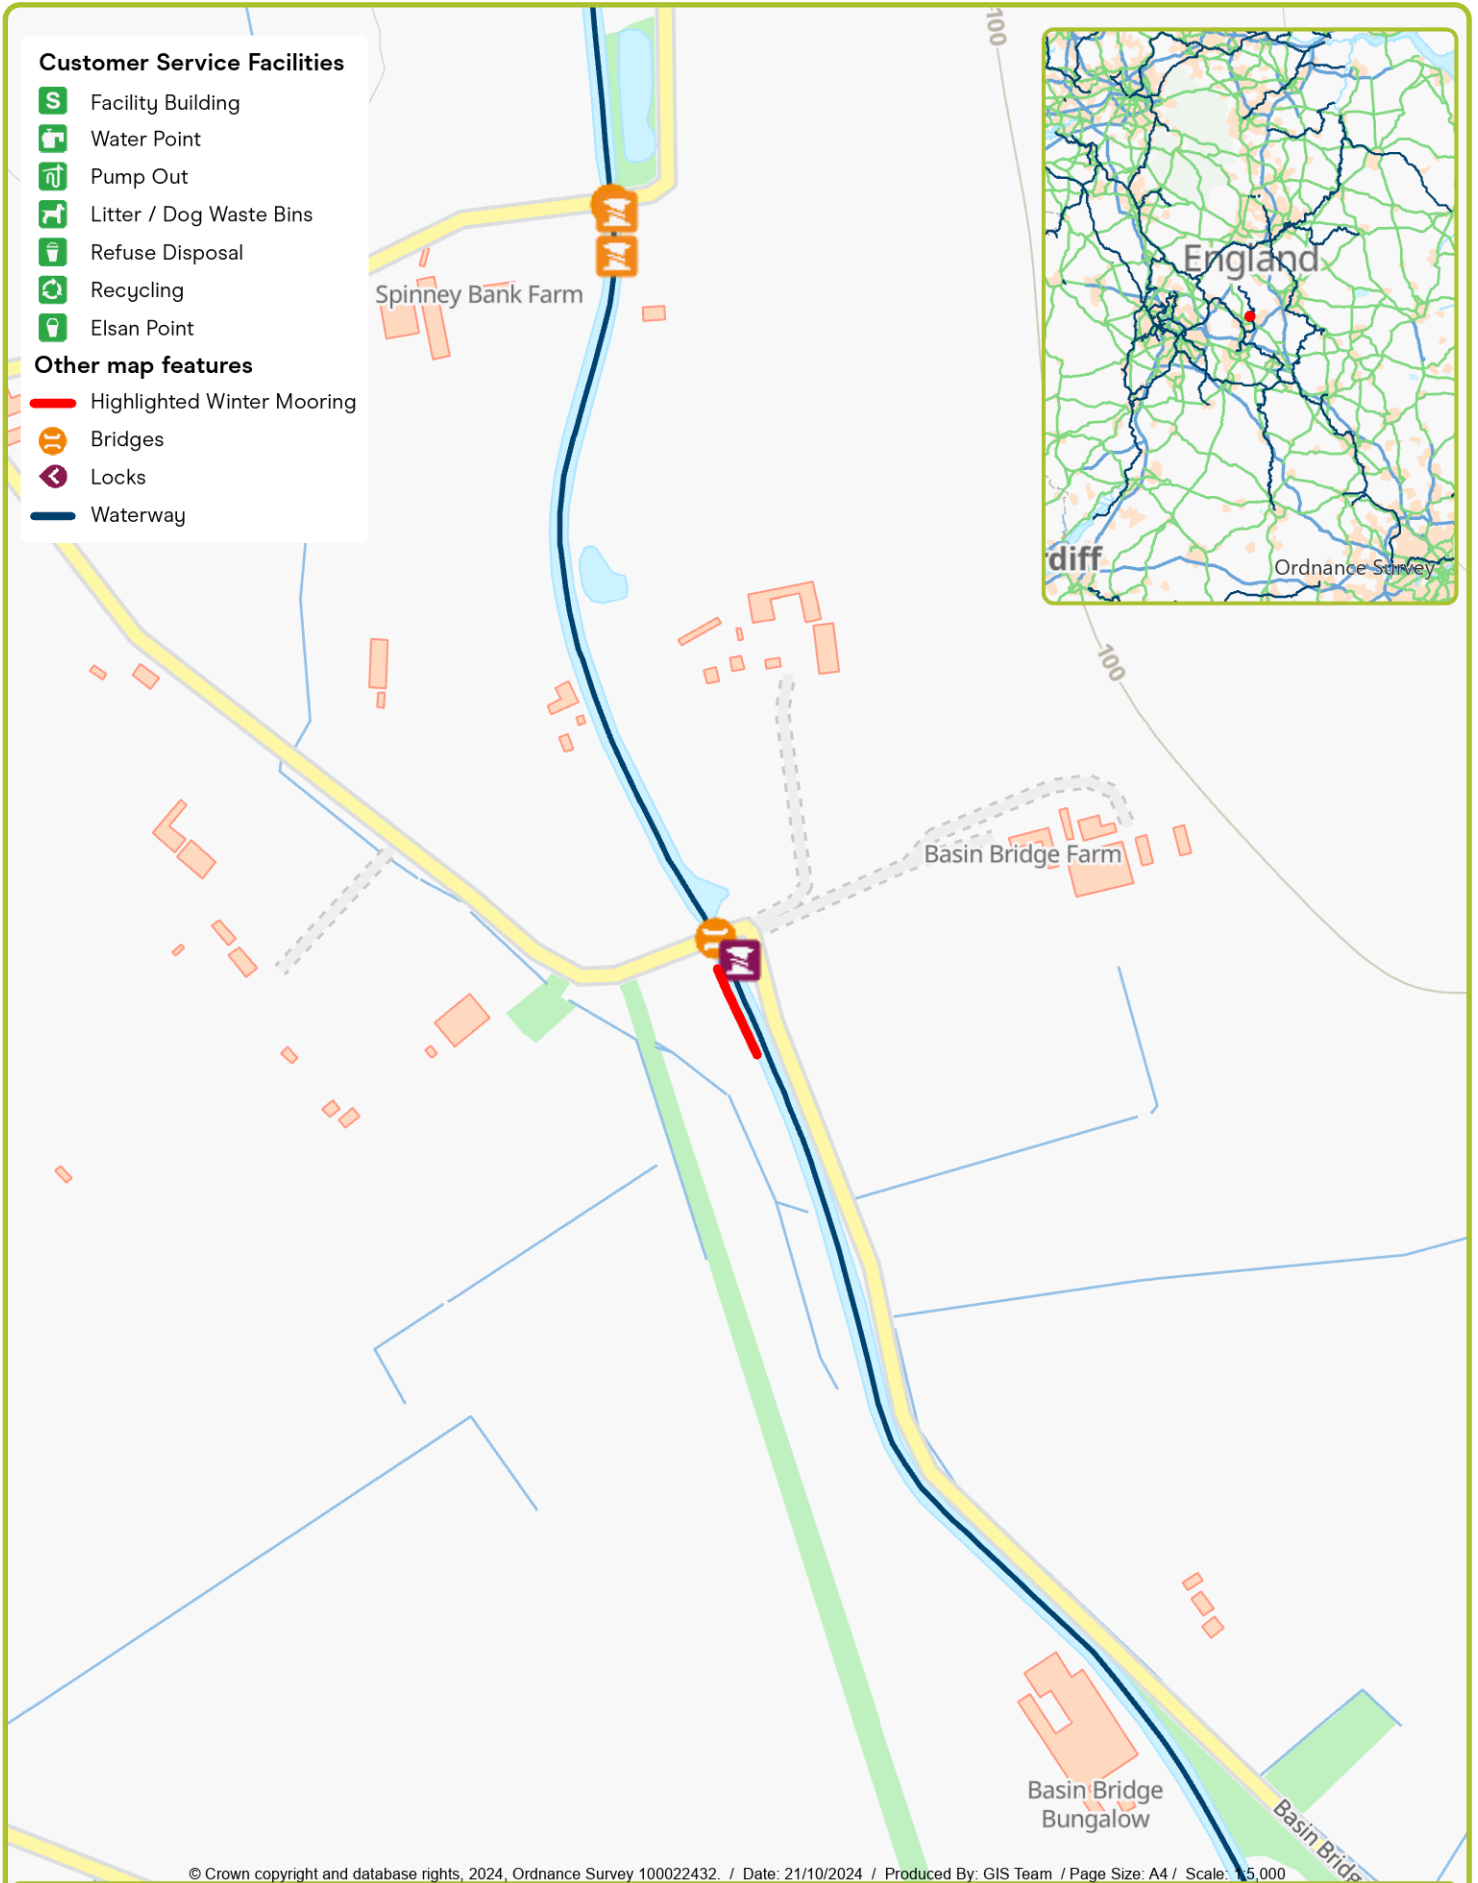 Customer Service Facilities
S Facility Building
Water Point
Pump Out
Litter / Dog Waste Bins
Refuse Disposal
Recycling
Elsan Point
Other map features
Highlighted Winter Mooring
Bridges
Locks
Waterway
100
England
rdiff
Ordnance Survey
Spinney Bank Farm
100
Basin Bridge Farm
Basin Bridge
Bungalow
Basin Bridg
© Crown copyright and database rights, 2024, Ordnance Survey 100022432. / Date: 21/10/2024 / Produced By: GIS Team / Page Size: A4 / Scale: 1:5,000